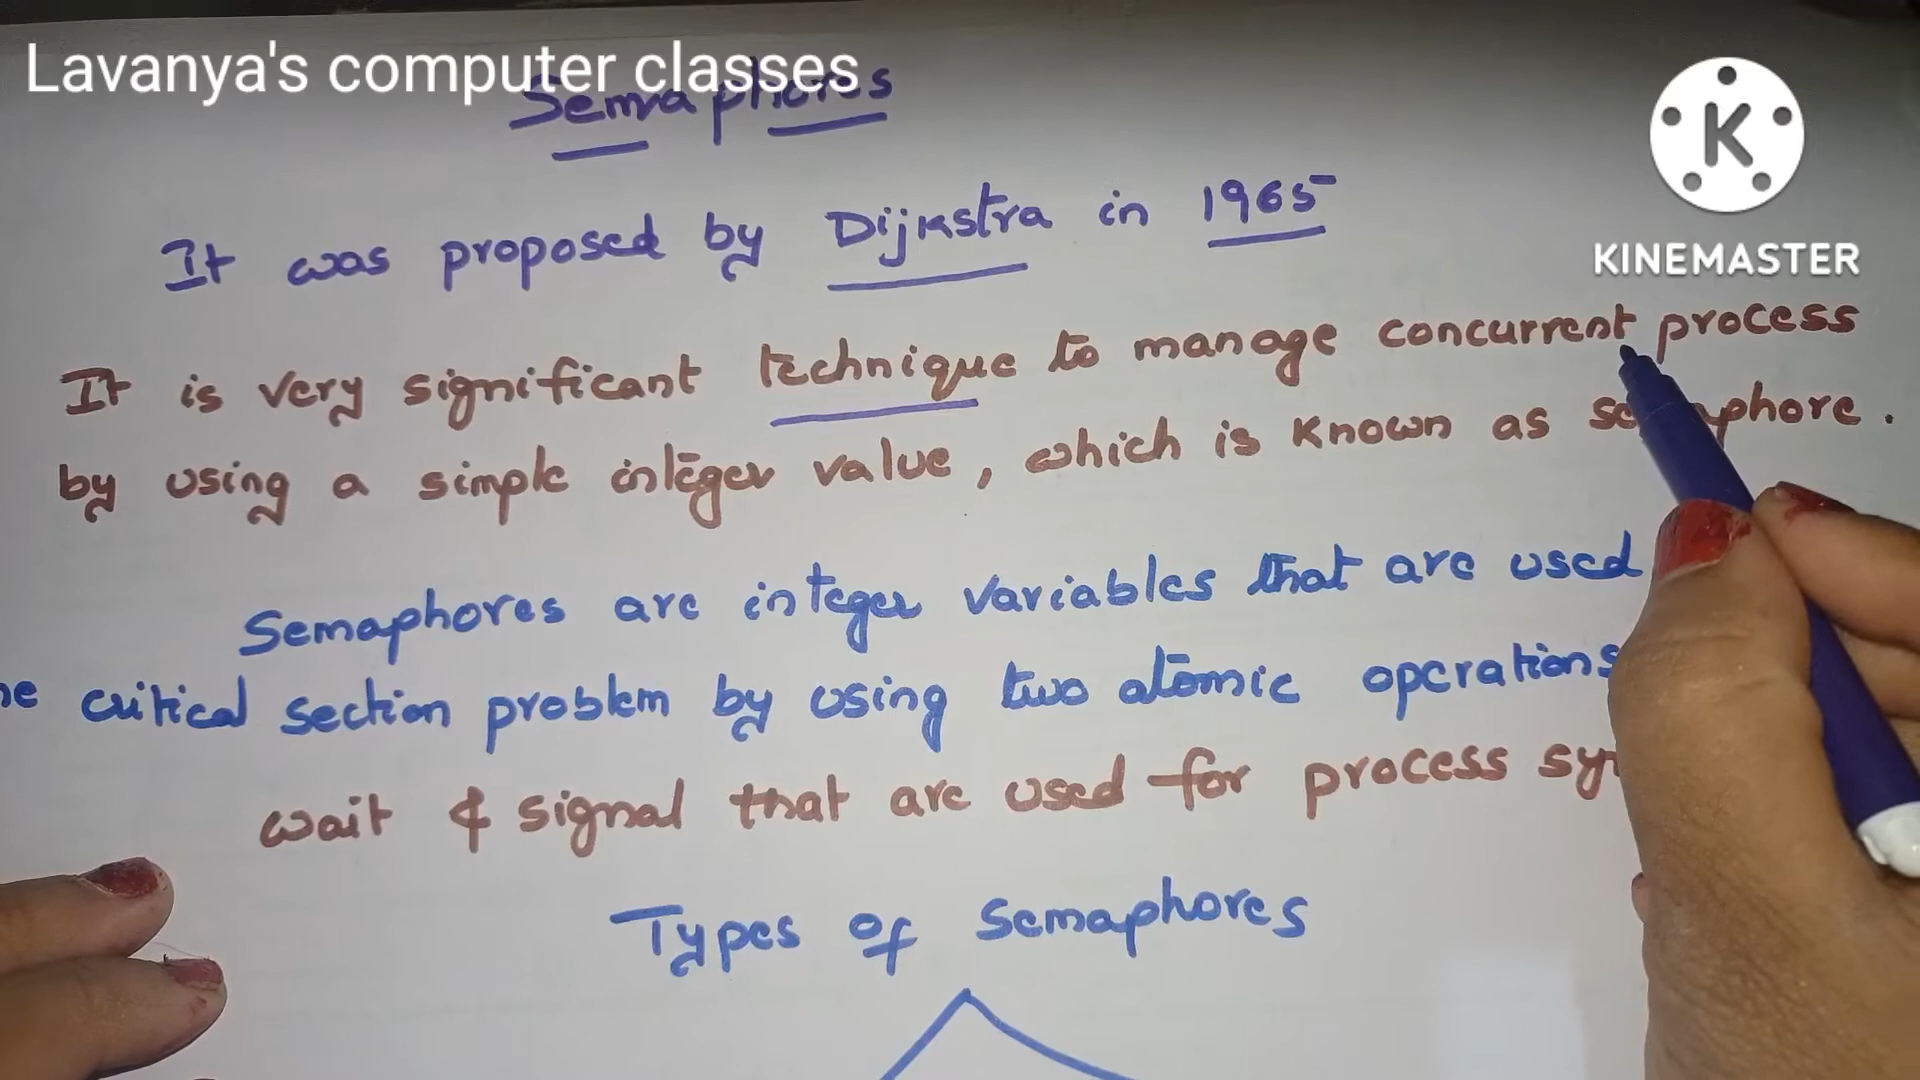 Lavanya's computer classes
Semaphores
KINEMASTER
It was proposed by Dijkstra in 1965
It is very significant technique to manage concurrent process
by using a simple integer value, which is known as semaphore.
Semaphores are integer variables that are used
critical section problem by using two atomic operations
wait & signal that are used for process
Types of Semaphores